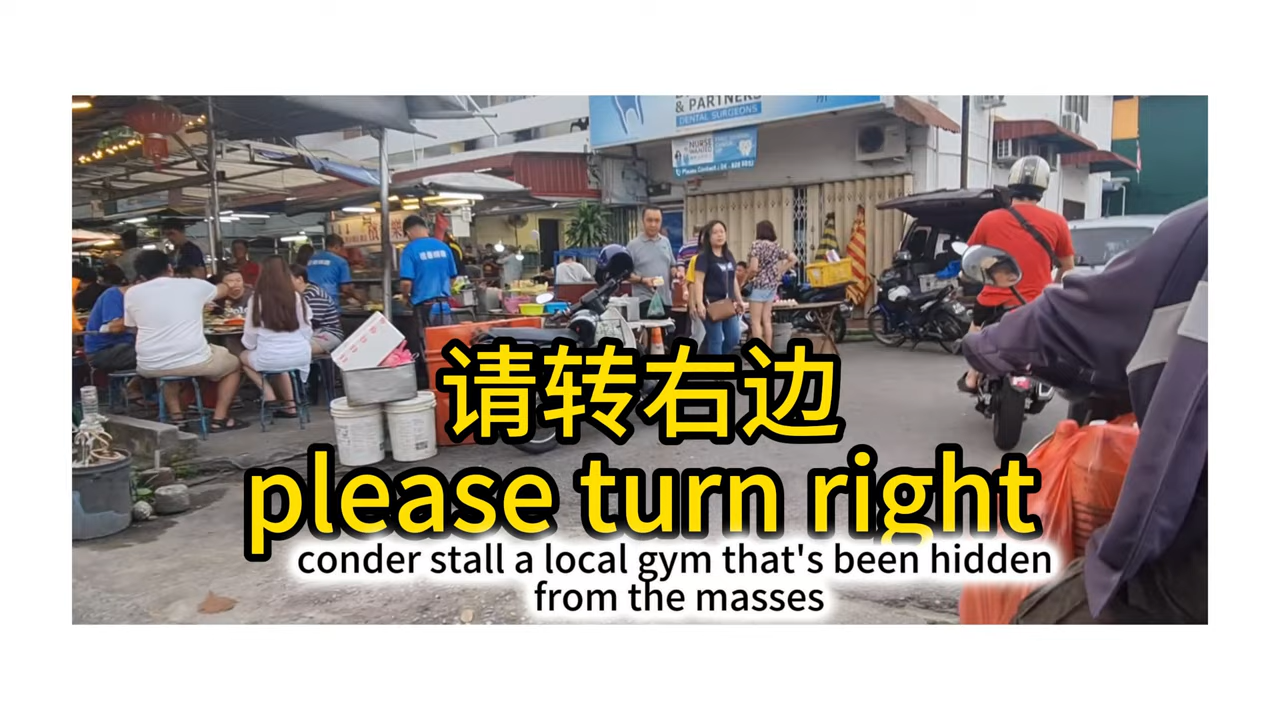 & PARTNERS
DENTAL SURGEONS
NURSE
WANTED
请转右边
please turn right
conder stall a local gym that's been hidden
from the masses